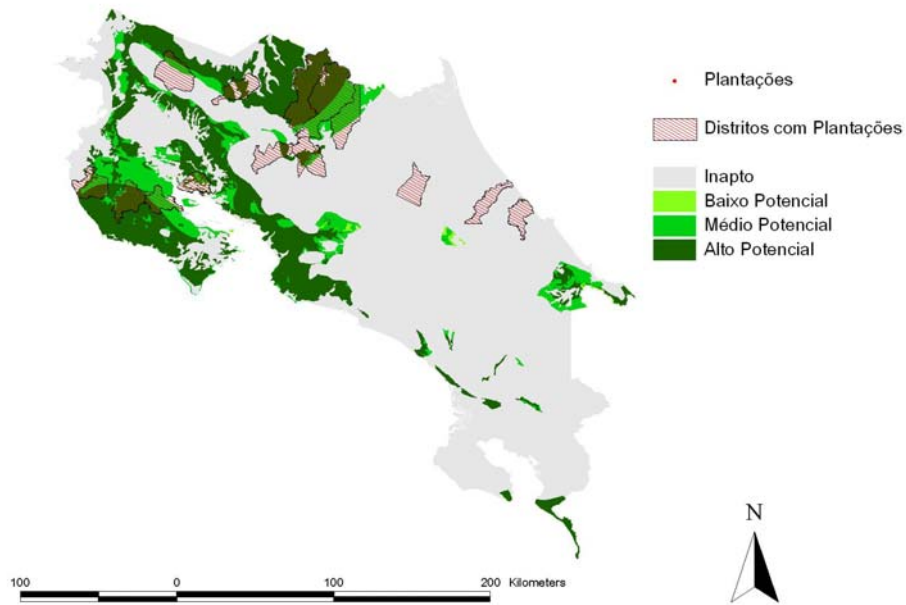 Plantações
Distritos com Plantações
Inapto
Baixo Potencial
Médio Potencial
Alto Potencial
N
100 0 100 200 Kilometers